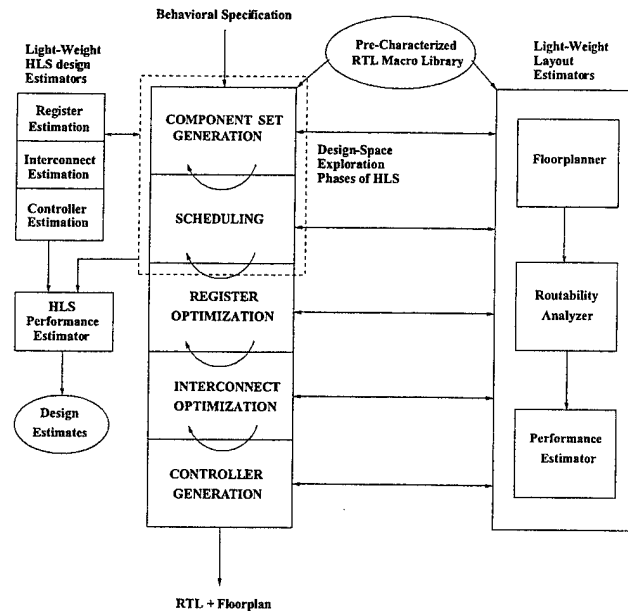 Behavioral Specification
Light-Weight
HLS design
Estimators
Pre-Characterized
RTL Macro Library
Light-Weight
Layout
Estimators
Register
Estimation
Interconnect
Estimation
Controller
Estimation
HLS
Performance
Estimator
Design
Estimates
COMPONENT SET
GENERATION
SCHEDULING
REGISTER
OPTIMIZATION
INTERCONNECT
OPTIMIZATION
CONTROLLER
GENERATION
Design-Space
Exploration
Phases of HLS
Floorplanner
Routability
Analyzer
Performance
Estimator
RTL + Floorplan